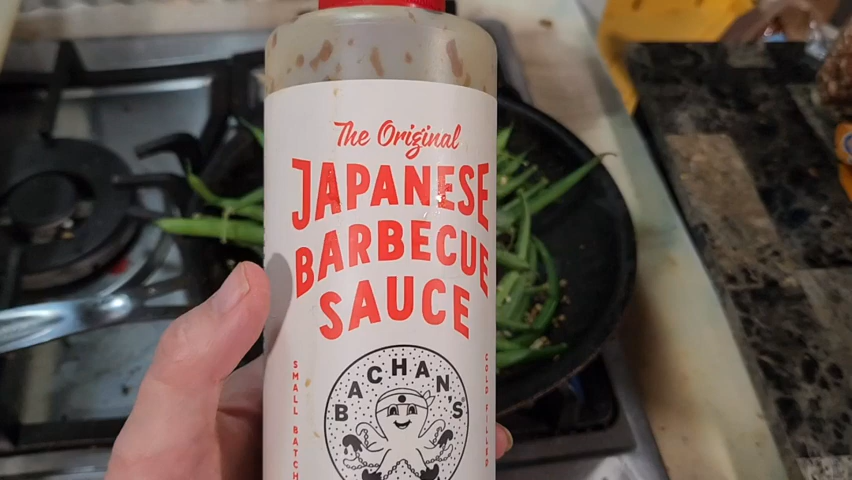 The Original
JAPANESE
BARBECUE
SAUCE
BACHAN'S
SMALL BATCH
COLD FILLED